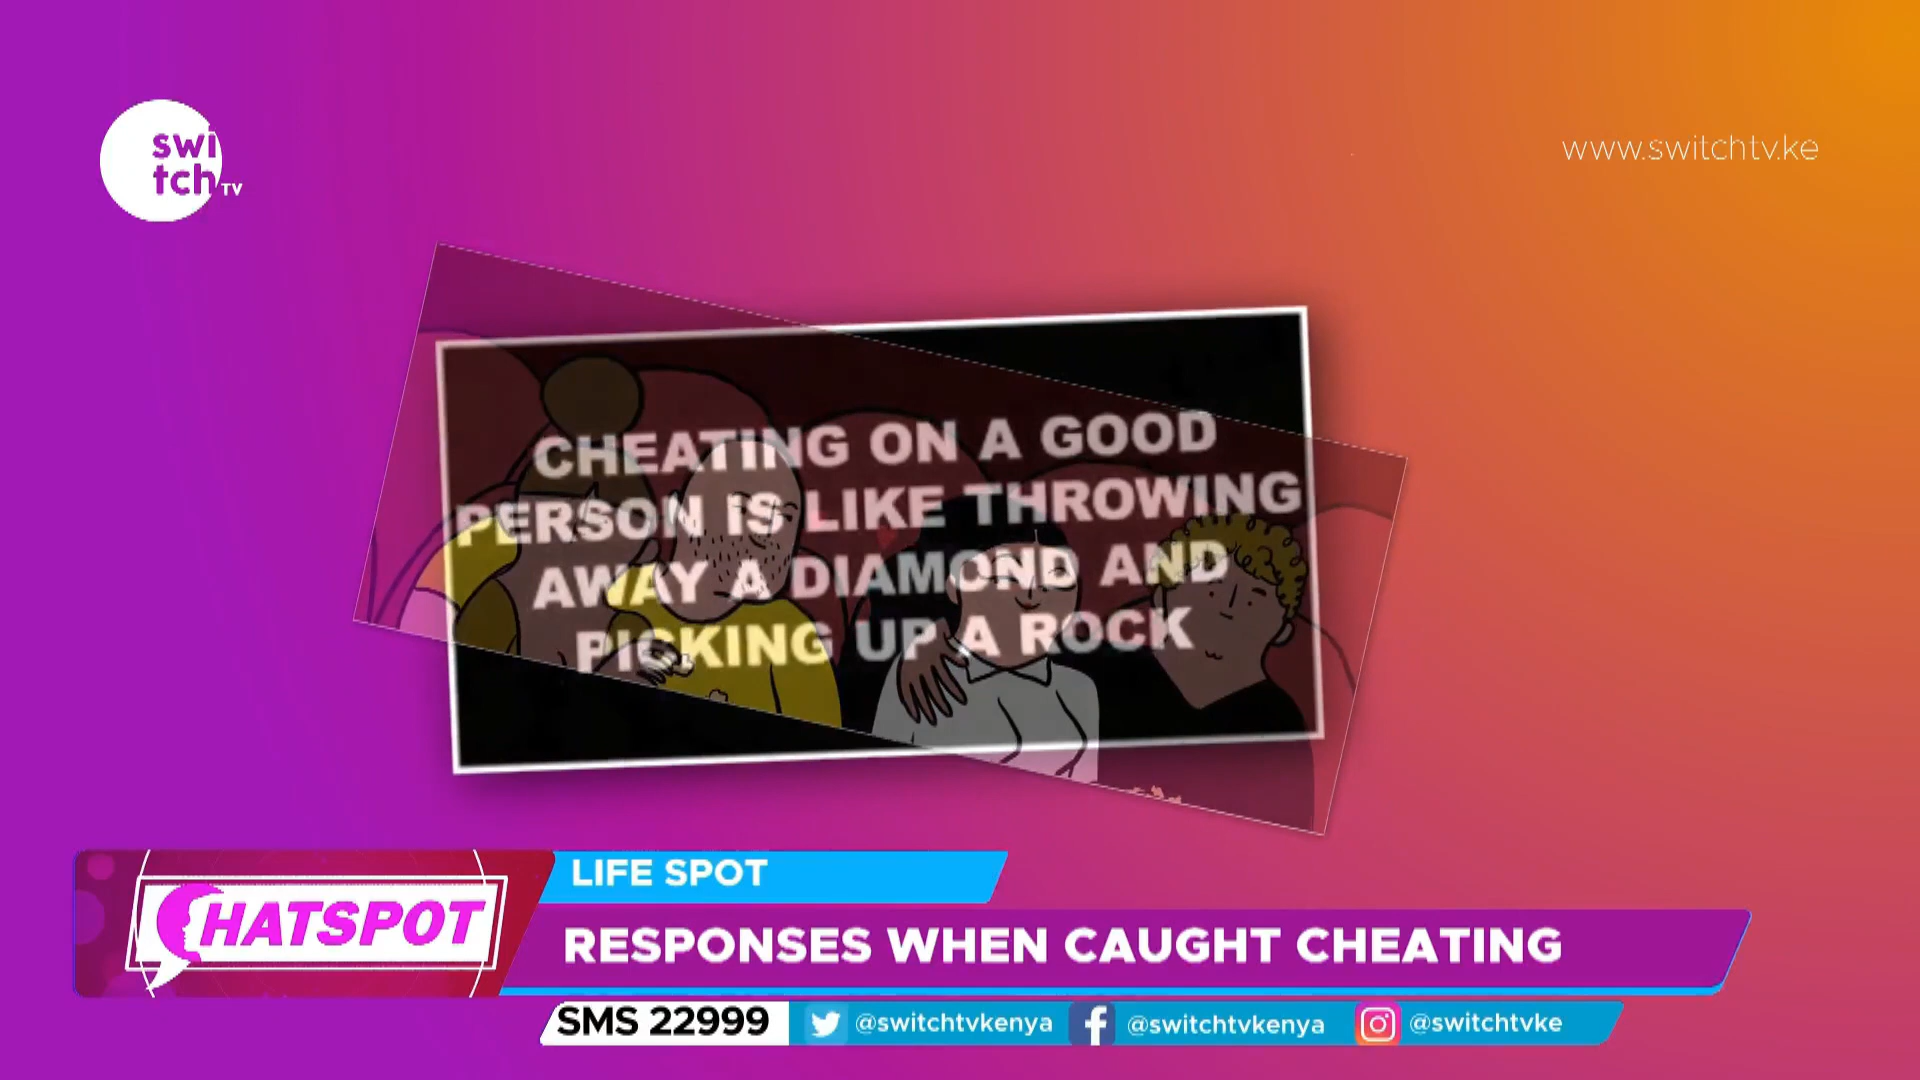 swi
tch TV
www.switchtv.ke
CHEATING ON A GOOD
PERSON IS LIKE THROWING
AWAY A DIAMOND AND
PICKING UP A ROCK
LIFE SPOT
HATSPOT
RESPONSES WHEN CAUGHT CHEATING
SMS 22999
@switchtvkenya
@switchtvkenya
@switchtvke